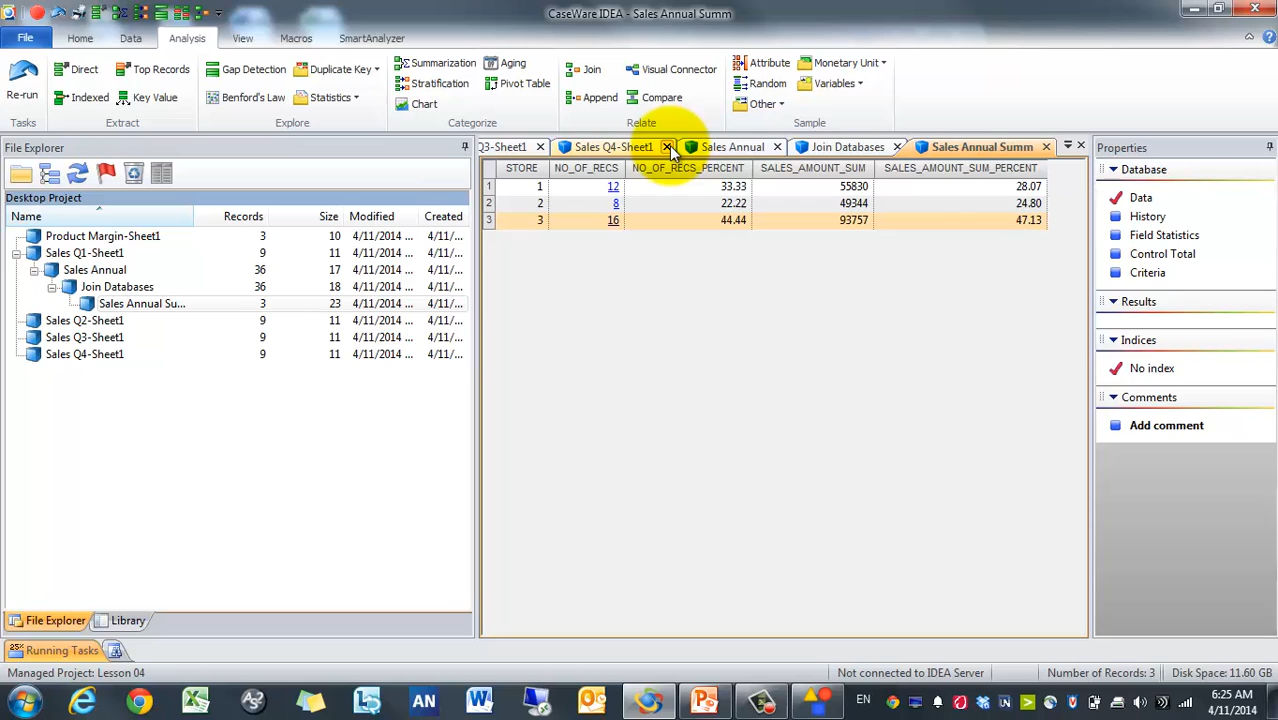 CaseWare IDEA - Sales Annual Summ
File Home Data Analysis View Macros SmartAnalyzer
Re-run
Tasks
Direct Top Records
Indexed Key Value
Extract
Gap Detection Duplicate Key
Benford's Law Statistics
Explore
Summarization Aging
Stratification Pivot Table
Chart
Categorize
Join Visual Connector
Append Compare
Relate
Attribute Monetary Unit
Random Variables
Other
Sample
File Explorer
Desktop Project
Name Records Size Modified Created
Product Margin-Sheet1 3 10 4/11/2014 ... 4/11/...
Sales Q1-Sheet1 9 11 4/11/2014 ... 4/11/...
Sales Annual 36 17 4/11/2014 ... 4/11/...
Join Databases 36 18 4/11/2014 ... 4/11/...
Sales Annual Su... 3 23 4/11/2014 ... 4/11/...
Sales Q2-Sheet1 9 11 4/11/2014 ... 4/11/...
Sales Q3-Sheet1 9 11 4/11/2014 ... 4/11/...
Sales Q4-Sheet1 9 11 4/11/2014 ... 4/11/...
File Explorer Library
Running Tasks
Q3-Sheet1 Sales Q4-Sheet1 Sales Annual Join Databases Sales Annual Summ
STORE NO_OF_RECS NO_OF_RECS_PERCENT SALES_AMOUNT_SUM SALES_AMOUNT_SUM_PERCENT
1 1 12 33.33 55830 28.07
2 2 8 22.22 49344 24.80
3 3 16 44.44 93757 47.13
Properties
Database
Data
History
Field Statistics
Control Total
Criteria
Results
Indices
No index
Comments
Add comment
Managed Project: Lesson 04 Not connected to IDEA Server Number of Records: 3 Disk Space: 11.60 GB
EN 6:25 AM
4/11/2014